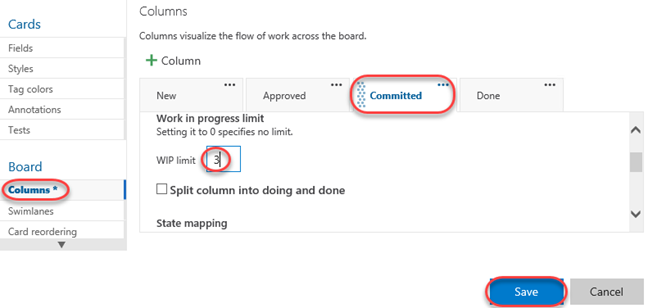 Cards
Fields
Styles
Tag colors
Annotations
Tests
Board
Columns *
Swimlanes
Card reordering
Columns
Columns visualize the flow of work across the board.
+ Column
New ... Approved ... Committed ... Done ...
Work in progress limit
Setting it to 0 specifies no limit.
WIP limit 3
Split column into doing and done
State mapping
Save Cancel